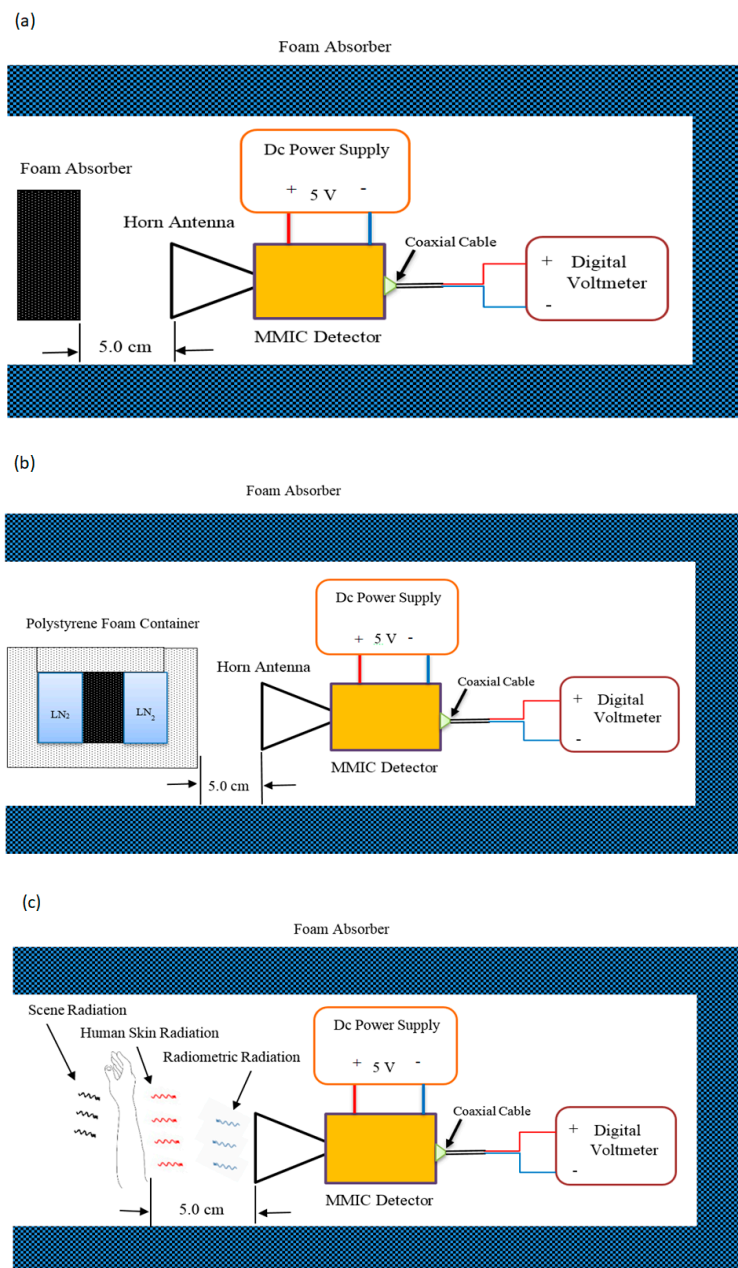 (a)
Foam Absorber
Dc Power Supply
+ 5 V -
Foam Absorber
Horn Antenna
Coaxial Cable
+ Digital
Voltmeter
-
MMIC Detector
5.0 cm
(b)
Foam Absorber
Dc Power Supply
+ 5 V -
Polystyrene Foam Container
Horn Antenna
Coaxial Cable
LN₂
LN₂
+ Digital
Voltmeter
-
MMIC Detector
5.0 cm
(c)
Foam Absorber
Scene Radiation
Human Skin Radiation
Radiometric Radiation
Dc Power Supply
+ 5 V -
Coaxial Cable
+ Digital
Voltmeter
-
MMIC Detector
5.0 cm